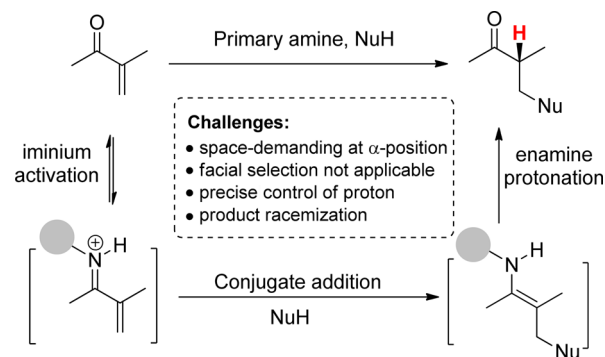 O
Primary amine, NuH
O
H
Nu
Challenges:
• space-demanding at α-position
• facial selection not applicable
• precise control of proton
• product racemization
iminium
activation
enamine
protonation
⊕
N
H
Conjugate addition
NuH
N
H
Nu